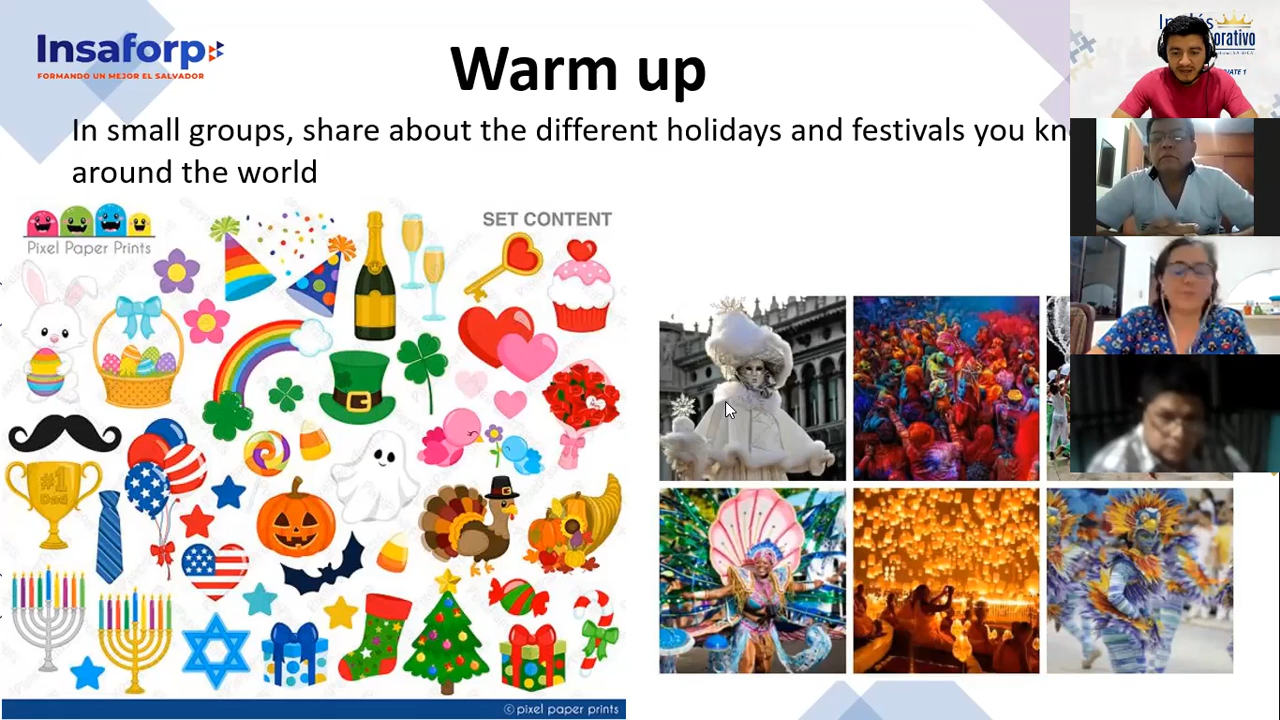 Insaforp
FORMANDO UN MEJOR EL SALVADOR
Warm up
In small groups, share about the different holidays and festivals you
around the world
Pixel Paper Prints
SET CONTENT
#1
Dad
© pixel paper prints